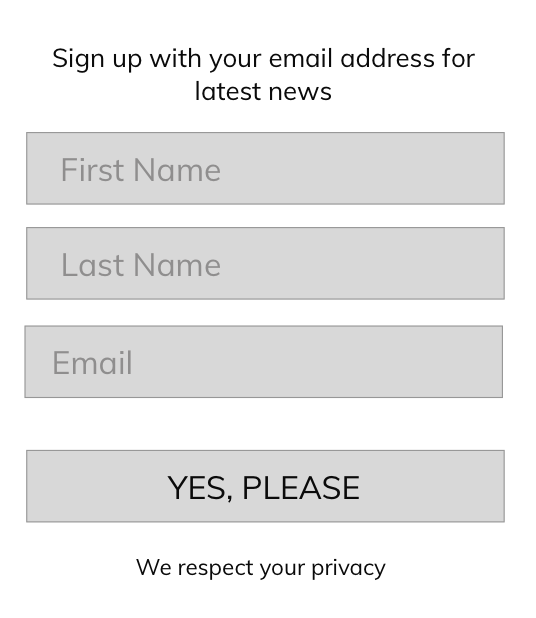 Sign up with your email address for
latest news
First Name
Last Name
Email
YES, PLEASE
We respect your privacy